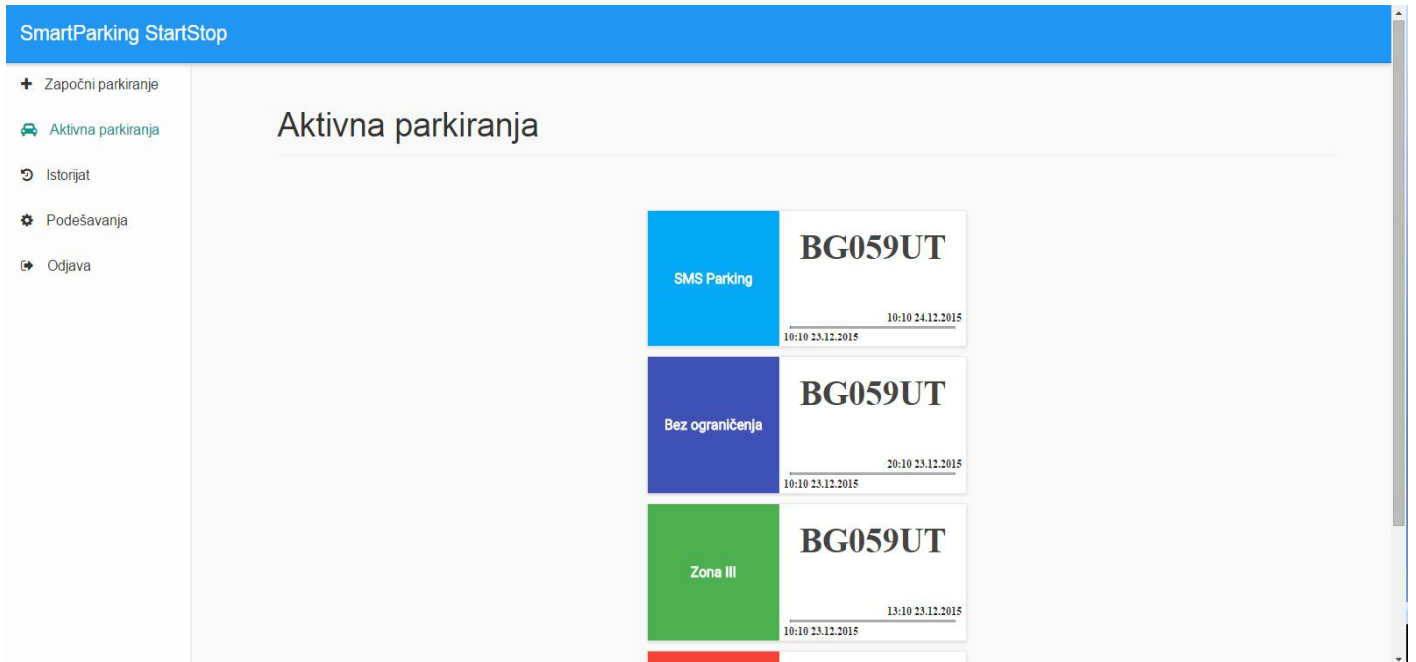 SmartParking StartStop
Započni parkiranje
Aktivna parkiranja
Istorijat
Podešavanja
Odjava
Aktivna parkiranja
SMS Parking
BG059UT
10:10 24.12.2015
10:10 23.12.2015
Bez ograničenja
BG059UT
20:10 23.12.2015
10:10 23.12.2015
Zona III
BG059UT
13:10 23.12.2015
10:10 23.12.2015